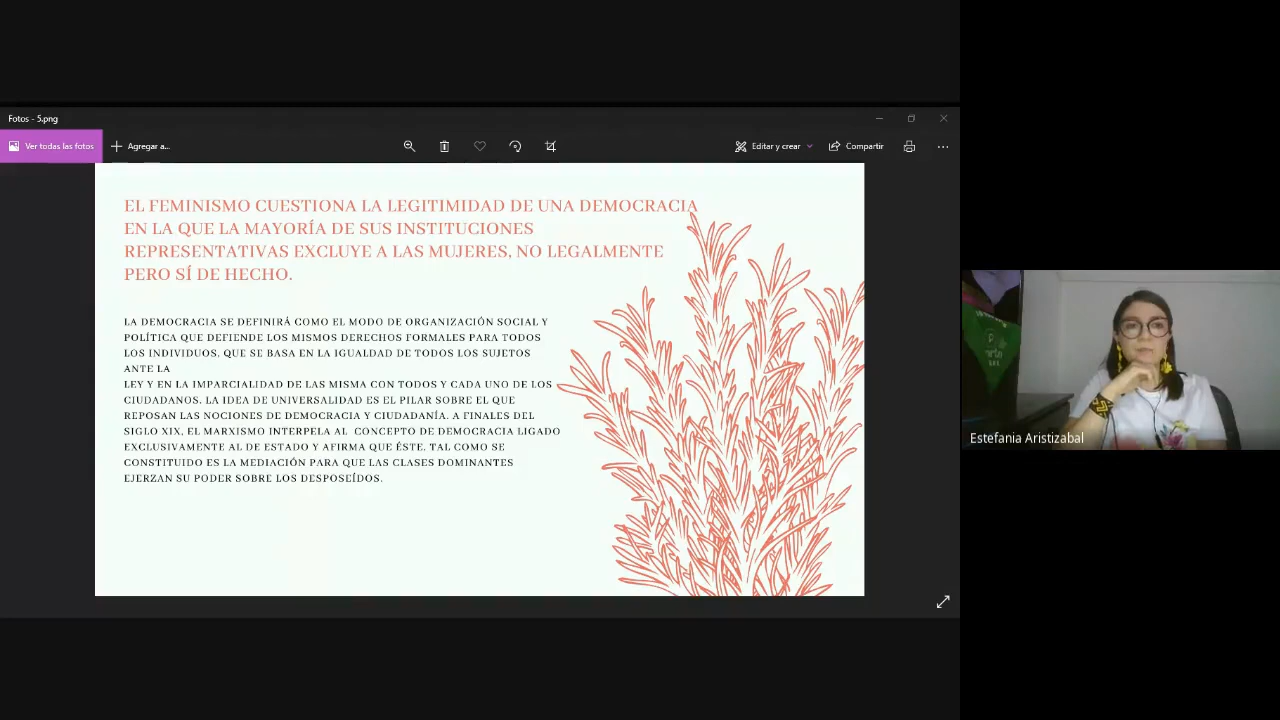 Fotos - 5.png
Ver todas las fotos
Agregar a...
Editar y crear
Compartir
EL FEMINISMO CUESTIONA LA LEGITIMIDAD DE UNA DEMOCRACIA
EN LA QUE LA MAYORÍA DE SUS INSTITUCIONES
REPRESENTATIVAS EXCLUYE A LAS MUJERES, NO LEGALMENTE
PERO SÍ DE HECHO.
LA DEMOCRACIA SE DEFINIRÁ COMO EL MODO DE ORGANIZACIÓN SOCIAL Y
POLÍTICA QUE DEFIENDE LOS MISMOS DERECHOS FORMALES PARA TODOS
LOS INDIVIDUOS, QUE SE BASA EN LA IGUALDAD DE TODOS LOS SUJETOS
ANTE LA
LEY Y EN LA IMPARCIALIDAD DE LAS MISMA CON TODOS Y CADA UNO DE LOS
CIUDADANOS. LA IDEA DE UNIVERSALIDAD ES EL PILAR SOBRE EL QUE
REPOSAN LAS NOCIONES DE DEMOCRACIA Y CIUDADANÍA. A FINALES DEL
SIGLO XIX, EL MARXISMO INTERPELA AL CONCEPTO DE DEMOCRACIA LIGADO
EXCLUSIVAMENTE AL DE ESTADO Y AFIRMA QUE ÉSTE, TAL COMO SE
CONSTITUIDO ES LA MEDIACIÓN PARA QUE LAS CLASES DOMINANTES
EJERZAN SU PODER SOBRE LOS DESPOSEÍDOS.
Estefania Aristizabal